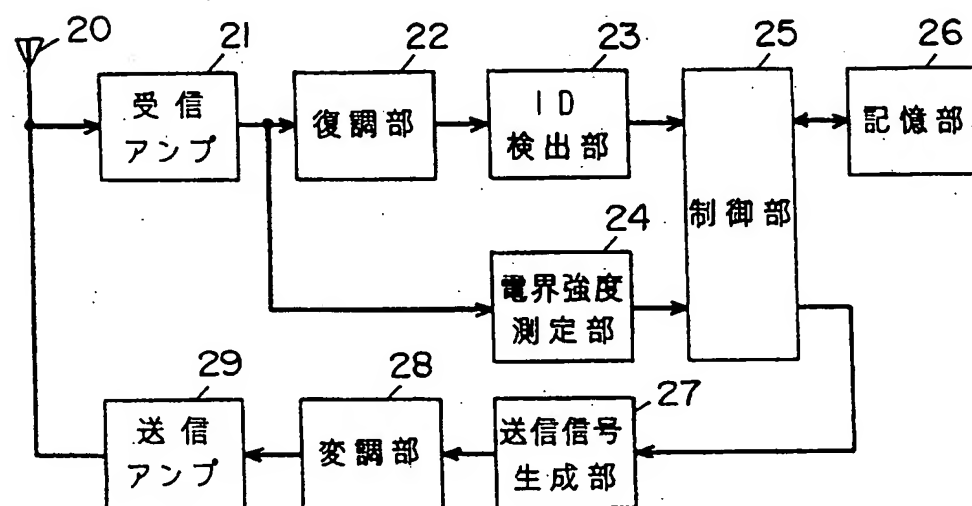 20
21
22
23
25
26
受信
アンプ
復調部
ID
検出部
制御部
記憶部
24
電界強度
測定部
29
28
27
送信
アンプ
変調部
送信信号
生成部